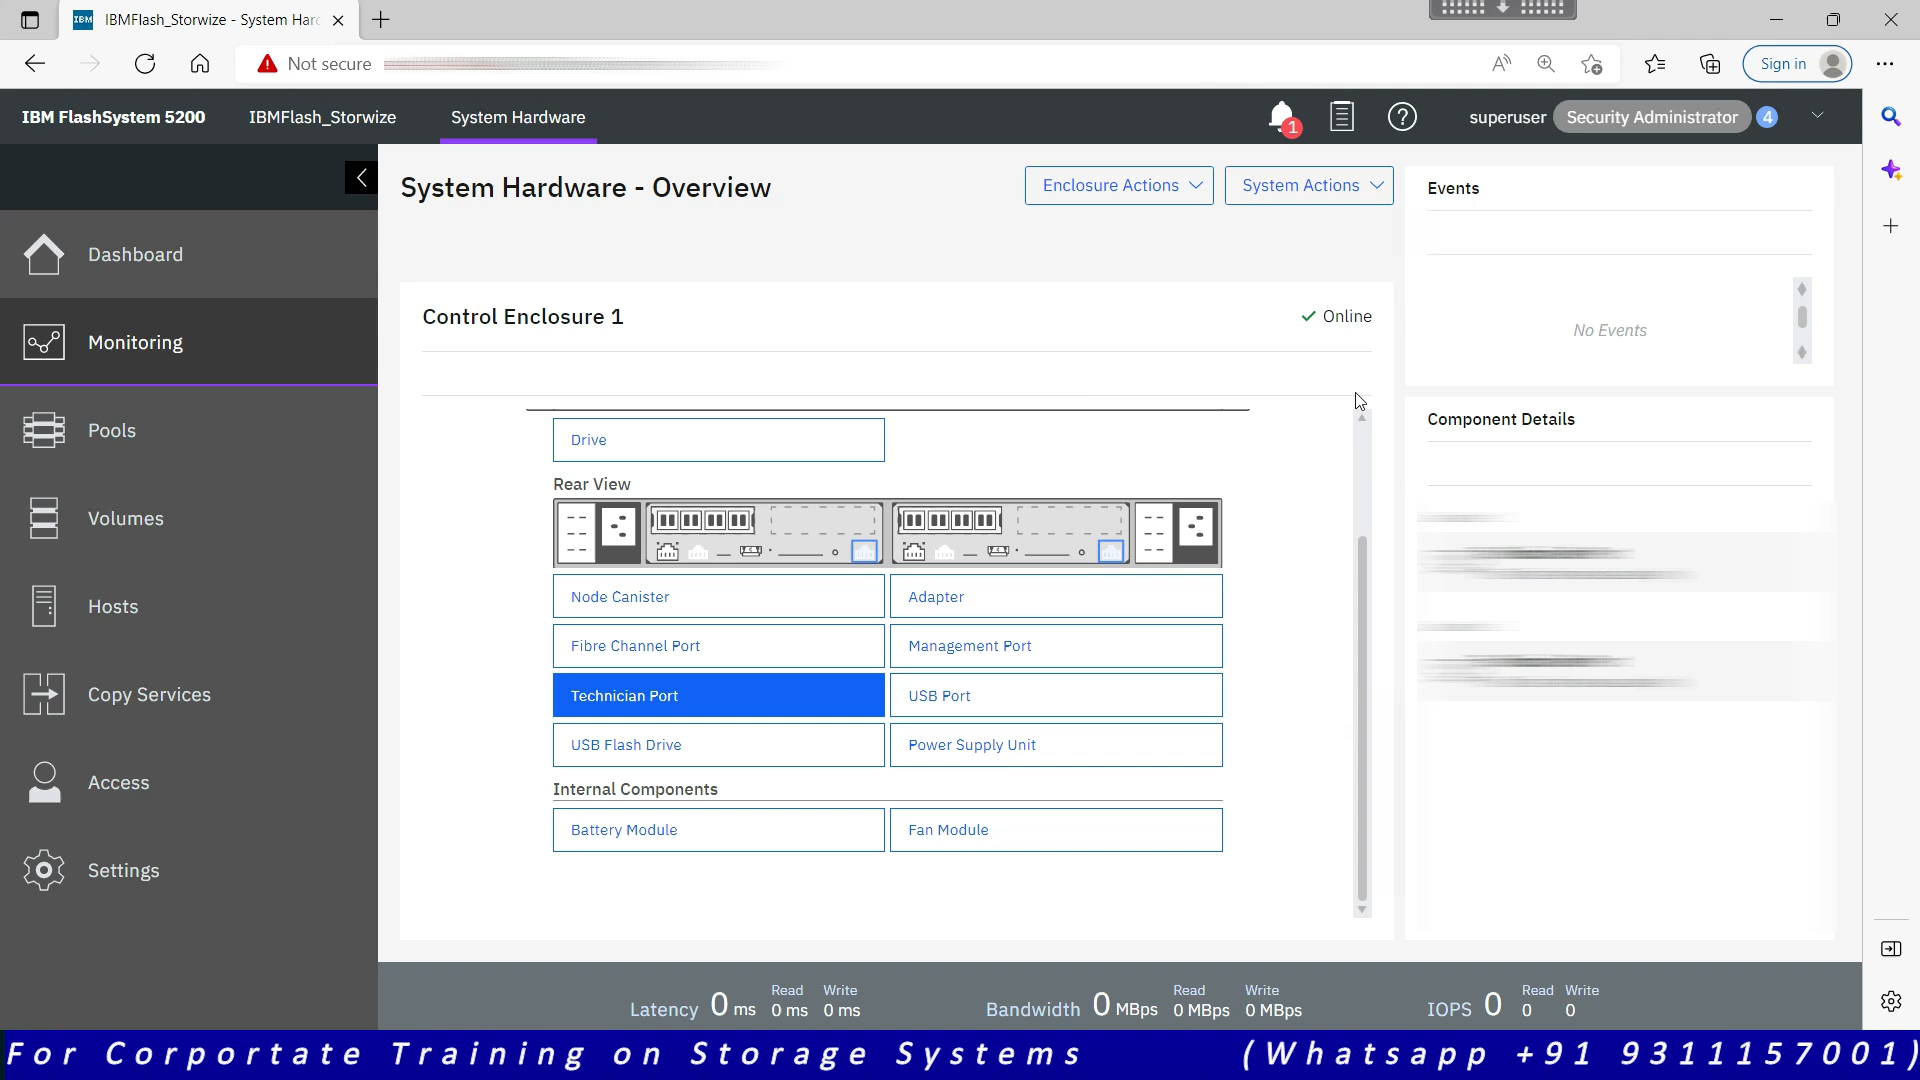 IBM IBMFlash_Storwize - System Har
Not secure
Sign in
IBM FlashSystem 5200 IBMFlash_Storwize System Hardware 1 superuser Security Administrator 4
System Hardware - Overview
Enclosure Actions System Actions
Dashboard
Monitoring
Pools
Volumes
Hosts
Copy Services
Access
Settings
Control Enclosure 1
Online
Drive
Rear View
Node Canister Adapter
Fibre Channel Port Management Port
Technician Port USB Port
USB Flash Drive Power Supply Unit
Internal Components
Battery Module Fan Module
Events
No Events
Component Details
Latency 0 ms Read 0 ms Write 0 ms
Bandwidth 0 MBps Read 0 MBps Write 0 MBps
IOPS 0 Read 0 Write 0
For Corportate Training on Storage Systems (Whatsapp +91 9311157001)